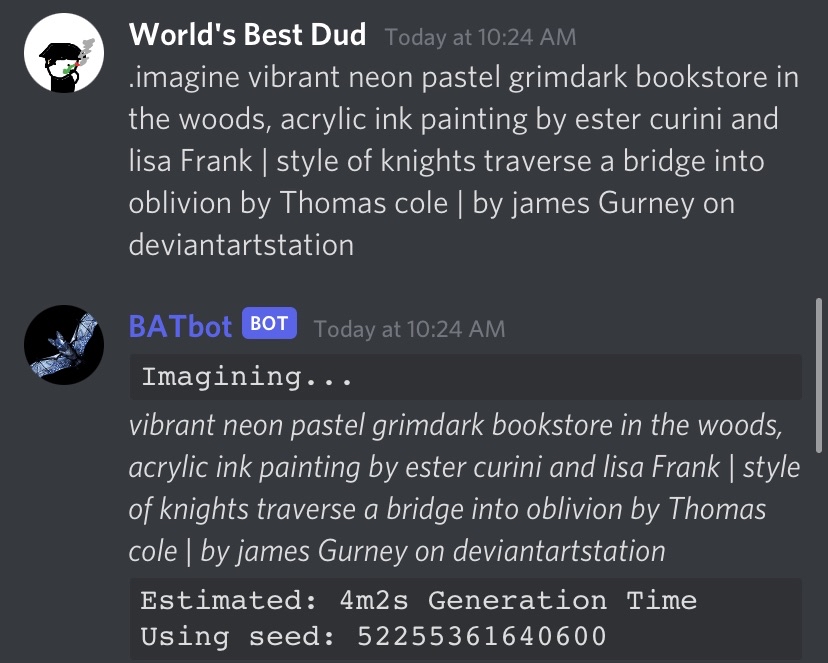 World's Best Dud Today at 10:24 AM
.imagine vibrant neon pastel grimdark bookstore in
the woods, acrylic ink painting by ester curini and
lisa Frank | style of knights traverse a bridge into
oblivion by Thomas cole | by james Gurney on
deviantartstation
BATbot BOT Today at 10:24 AM
Imagining...
vibrant neon pastel grimdark bookstore in the woods,
acrylic ink painting by ester curini and lisa Frank | style
of knights traverse a bridge into oblivion by Thomas
cole | by james Gurney on deviantartstation
Estimated: 4m2s Generation Time
Using seed: 52255361640600